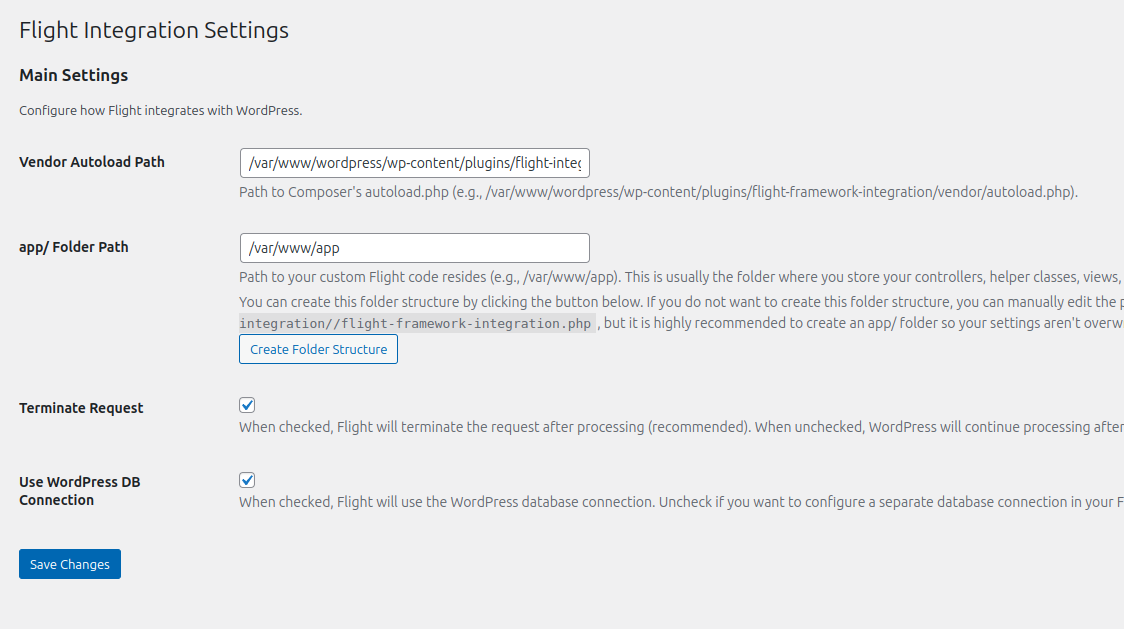 Flight Integration Settings
Main Settings
Configure how Flight integrates with WordPress.
Vendor Autoload Path
/var/www/wordpress/wp-content/plugins/flight-integ
Path to Composer's autoload.php (e.g., /var/www/wordpress/wp-content/plugins/flight-framework-integration/vendor/autoload.php).
app/ Folder Path
/var/www/app
Path to your custom Flight code resides (e.g., /var/www/app). This is usually the folder where you store your controllers, helper classes, views,
You can create this folder structure by clicking the button below. If you do not want to create this folder structure, you can manually edit the p
integration//flight-framework-integration.php , but it is highly recommended to create an app/ folder so your settings aren't overw
Create Folder Structure
Terminate Request
When checked, Flight will terminate the request after processing (recommended). When unchecked, WordPress will continue processing after
Use WordPress DB
Connection
When checked, Flight will use the WordPress database connection. Uncheck if you want to configure a separate database connection in your F
Save Changes